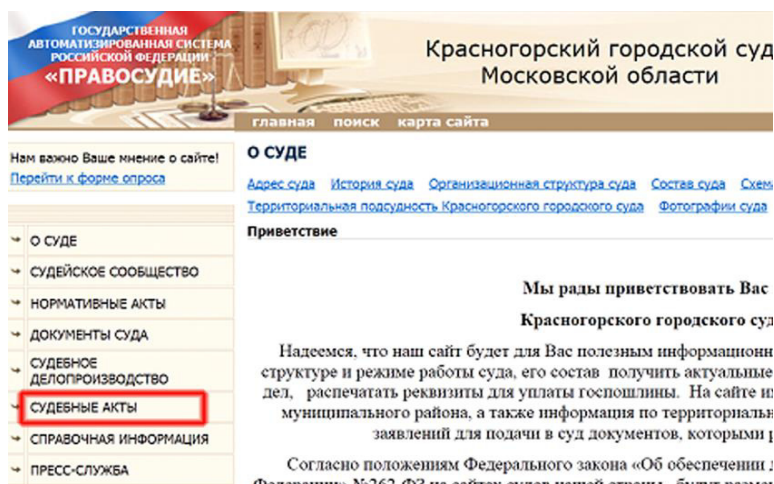 ГОСУДАРСТВЕННАЯ
АВТОМАТИЗИРОВАННАЯ СИСТЕМА
РОССИЙСКОЙ ФЕДЕРАЦИИ
«ПРАВОСУДИЕ»
Красногорский городской суд
Московской области
главная поиск карта сайта
Нам важно Ваше мнение о сайте!
Перейти к форме опроса
О СУДЕ
СУДЕЙСКОЕ СООБЩЕСТВО
НОРМАТИВНЫЕ АКТЫ
ДОКУМЕНТЫ СУДА
СУДЕБНОЕ
ДЕЛОПРОИЗВОДСТВО
СУДЕБНЫЕ АКТЫ
СПРАВОЧНАЯ ИНФОРМАЦИЯ
ПРЕСС-СЛУЖБА
О СУДЕ
Адрес суда История суда Организационная структура суда Состав суда Схема
Территориальная подсудность Красногорского городского суда Фотографии суда
Приветствие
Мы рады приветствовать Вас
Красногорского городского суд
Надеемся, что наш сайт будет для Вас полезным информационн
структуре и режиме работы суда, его состав получить актуальные
дел, распечатать реквизиты для уплаты госпошлины. На сайте им
муниципального района, а также информация по территориальн
заявлений для подачи в суд документов, которыми р
Согласно положениям Федерального закона «Об обеспечении д